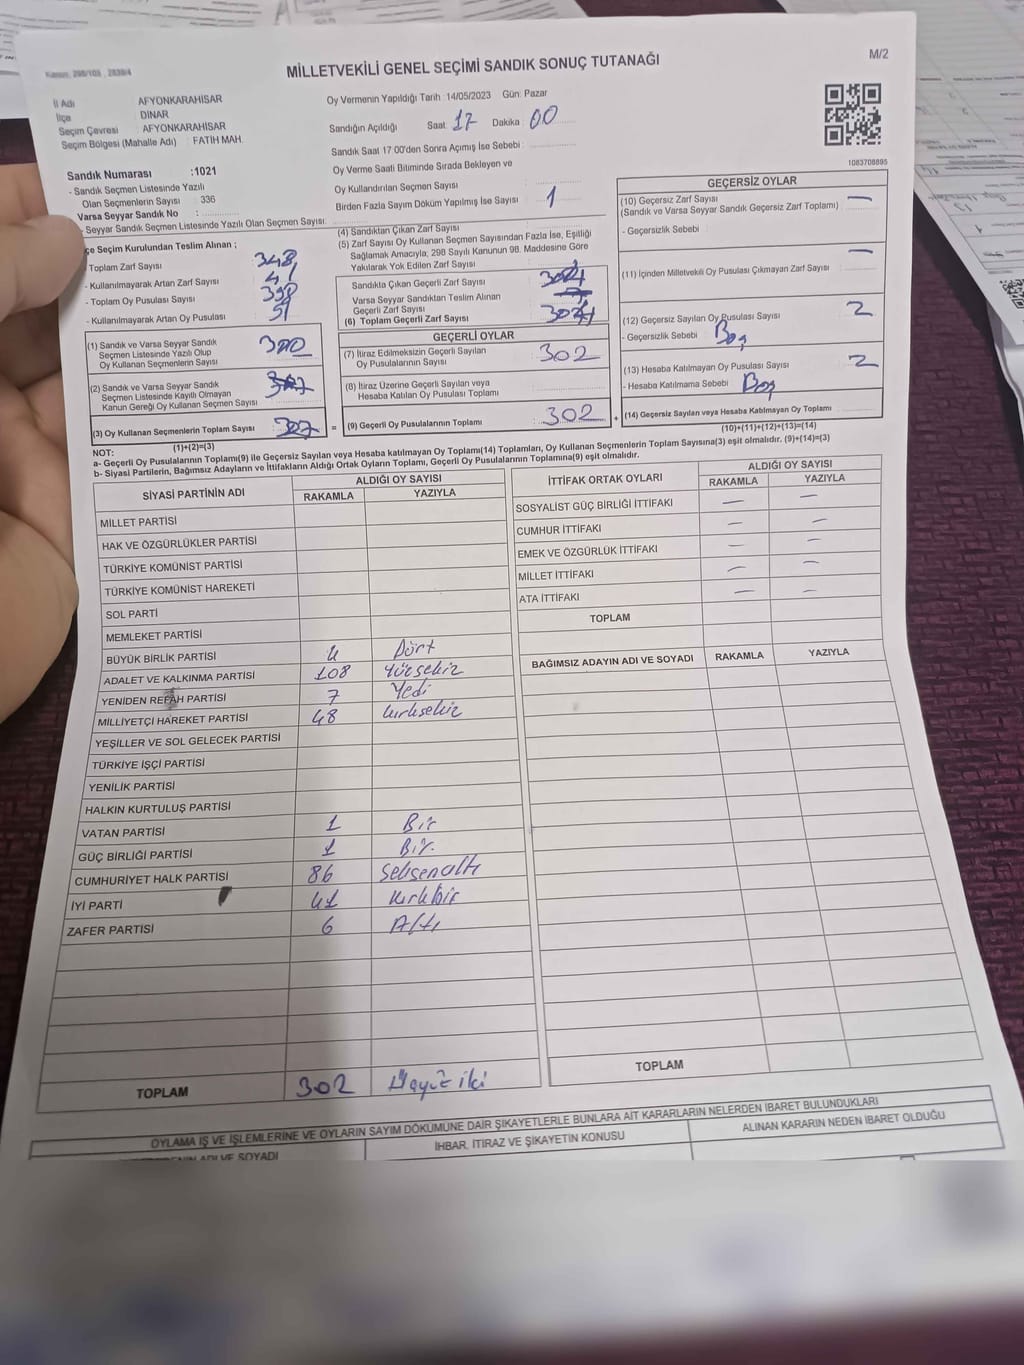 Kanun: 298/105 , 2839/4
M/2
MİLLETVEKİLİ GENEL SEÇİMİ SANDIK SONUÇ TUTANAĞI
İl Adı AFYONKARAHİSAR
İlçe DİNAR
Seçim Çevresi AFYONKARAHİSAR
Seçim Bölgesi (Mahalle Adı) : FATİH MAH.
Oy Vermenin Yapıldığı Tarih : 14/05/2023 Gün: Pazar
Sandığın Açıldığı Saat: 17 Dakika : 00
Sandık Saat 17 00'den Sonra Açımış İse Sebebi :
Oy Verme Saati Bitiminde Sırada Bekleyen ve
Oy Kullandırılan Seçmen Sayısı
Birden Fazla Sayım Döküm Yapılmış İse Sayısı : 1
1083708895
Sandık Numarası :1021
- Sandık Seçmen Listesinde Yazılı
Olan Seçmenlerin Sayısı : 336
Varsa Seyyar Sandık No :
- Seyyar Sandık Seçmen Listesinde Yazılı Olan Seçmen Sayısı
çe Seçim Kurulundan Teslim Alınan ;
Toplam Zarf Sayısı 348
- Kullanılmayarak Artan Zarf Sayısı : 41
- Toplam Oy Pusulası Sayısı
- Kullanılmayarak Artan Oy Pusulası : 51
(1) Sandık ve Varsa Seyyar Sandık
Seçmen Listesinde Yazılı Olup
Oy Kullanan Seçmenlerin Sayısı
(2) Sandık ve Varsa Seyyar Sandık
Seçmen Listesinde Kayıtlı Olmayan
Kanun Gereği Oy Kullanan Seçmen Sayısı
(3) Oy Kullanan Seçmenlerin Toplam Sayısı
(1)+(2)=(3)
(4) Sandıktan Çıkan Zarf Sayısı
(5) Zarf Sayısı Oy Kullanan Seçmen Sayısından Fazla İse, Eşitliği
Sağlamak Amacıyla; 298 Sayılı Kanunun 98. Maddesine Göre
Yakılarak Yok Edilen Zarf Sayısı
Sandıkta Çıkan Geçerli Zarf Sayısı
Varsa Seyyar Sandıktan Teslim Alınan
Geçerli Zarf Sayısı
(6) Toplam Geçerli Zarf Sayısı
GEÇERLİ OYLAR
(7) İtiraz Edilmeksizin Geçerli Sayılan
Oy Pusulalarının Sayısı 302
(8) İtiraz Üzerine Geçerli Sayılan veya
Hesaba Katılan Oy Pusulası Toplamı
= (9) Geçerli Oy Pusulalarının Toplamı 302 +
GEÇERSİZ OYLAR
(10) Geçersiz Zarf Sayısı —
(Sandık ve Varsa Seyyar Sandık Geçersiz Zarf Toplamı)
- Geçersizlik Sebebi :
(11) İçinden Milletvekili Oy Pusulası Çıkmayan Zarf Sayısı —
(12) Geçersiz Sayılan Oy Pusulası Sayısı 2
- Geçersizlik Sebebi Boş
(13) Hesaba Katılmayan Oy Pusulası Sayısı 2
- Hesaba Katılmama Sebebi Boş
(14) Geçersiz Sayılan veya Hesaba Katılmayan Oy Toplamı
(10)+(11)+(12)+(13)=(14)
NOT:
a- Geçerli Oy Pusulalarının Toplamı(9) ile Geçersiz Sayılan veya Hesaba katılmayan Oy Toplamı(14) Toplamları, Oy Kullanan Seçmenlerin Toplam Sayısına(3) eşit olmalıdır. (9)+(14)=(3)
b- Siyasi Partilerin, Bağımsız Adayların ve İttifakların Aldığı Ortak Oyların Toplamı, Geçerli Oy Pusulalarının Toplamına(9) eşit olmalıdır.
SİYASİ PARTİNİN ADI
ALDIĞI OY SAYISI
RAKAMLA YAZIYLA
MİLLET PARTİSİ
HAK VE ÖZGÜRLÜKLER PARTİSİ
TÜRKİYE KOMÜNİST PARTİSİ
TÜRKİYE KOMÜNİST HAREKETİ
SOL PARTİ
MEMLEKET PARTİSİ
BÜYÜK BİRLİK PARTİSİ 4 Dört
ADALET VE KALKINMA PARTİSİ 108 Yüzsekiz
YENİDEN REFAH PARTİSİ 7 Yedi
MİLLİYETÇİ HAREKET PARTİSİ 48 kırksekiz
YEŞİLLER VE SOL GELECEK PARTİSİ
TÜRKİYE İŞÇİ PARTİSİ
YENİLİK PARTİSİ
HALKIN KURTULUŞ PARTİSİ
VATAN PARTİSİ 1 Bir
GÜÇ BİRLİĞİ PARTİSİ 1 Bir
CUMHURİYET HALK PARTİSİ 86 Seksenaltı
İYİ PARTİ 41 Kırkbir
ZAFER PARTİSİ 6 Altı
TOPLAM 302 Üçyüz iki
İTTİFAK ORTAK OYLARI
ALDIĞI OY SAYISI
RAKAMLA YAZIYLA
SOSYALİST GÜÇ BİRLİĞİ İTTİFAKI — —
CUMHUR İTTİFAKI — —
EMEK VE ÖZGÜRLÜK İTTİFAKI — —
MİLLET İTTİFAKI — —
ATA İTTİFAKI — —
TOPLAM
BAĞIMSIZ ADAYIN ADI VE SOYADI RAKAMLA YAZIYLA
TOPLAM
OYLAMA İŞ VE İŞLEMLERİNE VE OYLARIN SAYIM DÖKÜMÜNE DAİR ŞİKAYETLERLE BUNLARA AİT KARARLARIN NELERDEN İBARET BULUNDUKLARI
ADI VE SOYADI
İHBAR, İTİRAZ VE ŞİKAYETİN KONUSU
ALINAN KARARIN NEDEN İBARET OLDUĞU